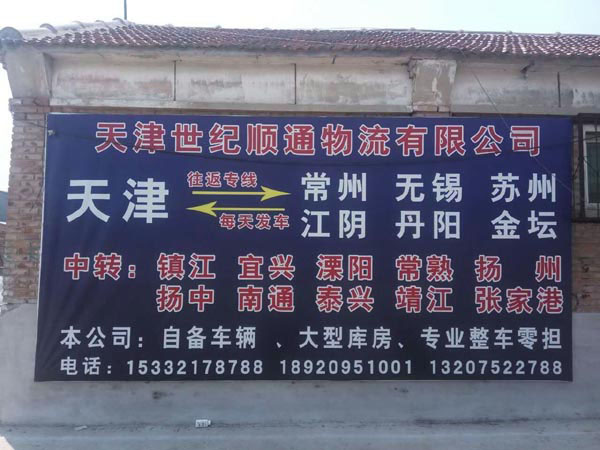 天津世纪顺通物流有限公司
往返专线
天津 常州 无锡 苏州
每天发车 江阴 丹阳 金坛
中转：镇江 宜兴 溧阳 常熟 扬州
扬中 南通 泰兴 靖江 张家港
本公司：自备车辆、大型库房、专业整车零担
电话：15332178788 18920951001 13207522788